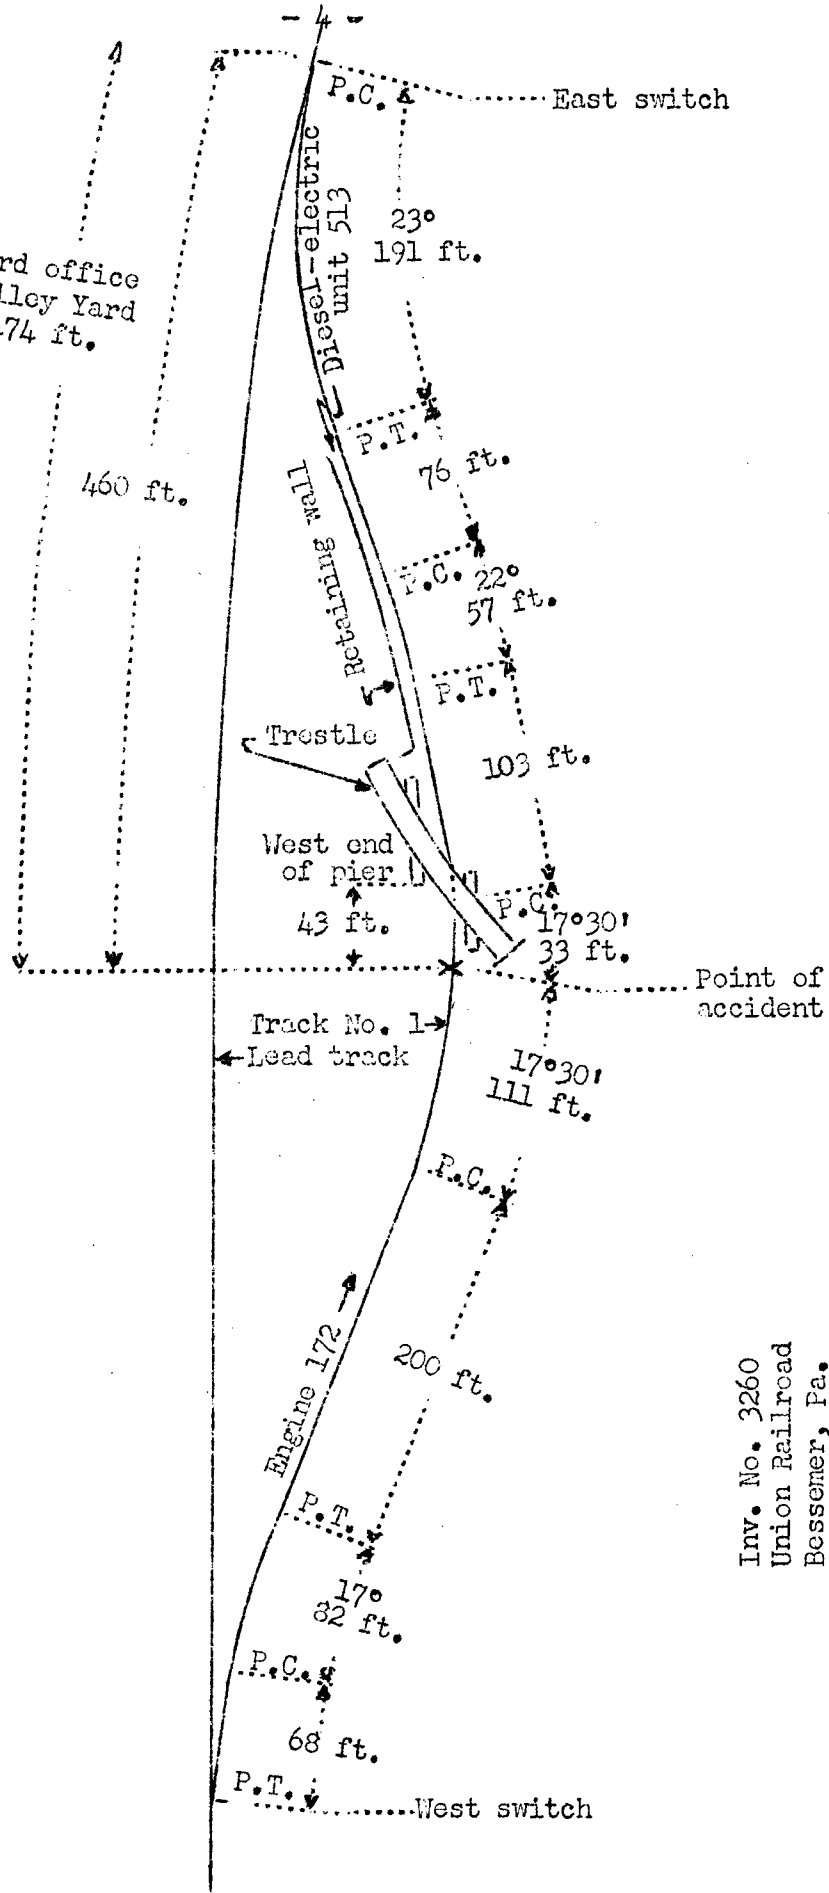 - 4 -
P.C.
East switch
Diesel-electric
unit 513
23°
191 ft.
office
Yard
ft.
P.T.
76 ft.
460 ft.
Retaining wall
P.C.
22°
57 ft.
P.T.
Trestle
103 ft.
West end
of pier
43 ft.
P.C.
17°30'
33 ft.
Point of
accident
Track No. 1
Lead track
17°30'
111 ft.
P.C.
Engine 172
200 ft.
P.T.
17°
82 ft.
P.C.
68 ft.
P.T.
West switch
Inv. No. 3260
Union Railroad
Bessemer, Pa.